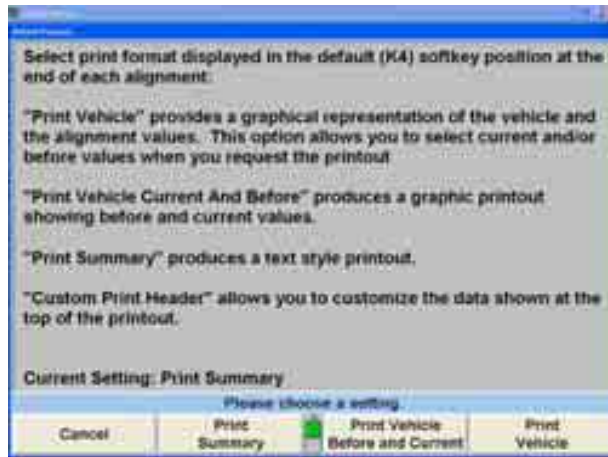 Select print format displayed in the default (K4) softkey position at the
end of each alignment:
"Print Vehicle" provides a graphical representation of the vehicle and
the alignment values. This option allows you to select current and/or
before values when you request the printout
"Print Vehicle Current And Before" produces a graphic printout
showing before and current values.
"Print Summary" produces a text style printout.
"Custom Print Header" allows you to customize the data shown at the
top of the printout.
Current Setting: Print Summary
Please choose a setting
Cancel
Print
Summary
Print Vehicle
Before and Current
Print
Vehicle